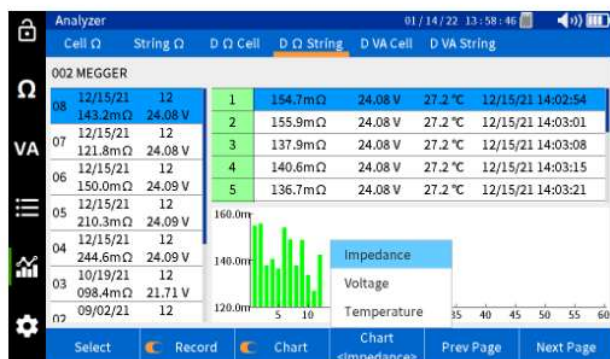 Analyzer 01/14/22 13:58:46
Cell Ω String Ω D Ω Cell D Ω String D VA Cell D VA String
002 MEGGER
Ω
VA
08 12/15/21 12
143.2mΩ 24.08 V
07 12/15/21 12
121.8mΩ 24.08 V
06 12/15/21 12
150.0mΩ 24.09 V
05 12/15/21 12
210.3mΩ 24.09 V
04 12/15/21 12
244.6mΩ 24.09 V
03 10/19/21 12
098.4mΩ 21.71 V
02 09/02/21 12
1 154.7mΩ 24.08 V 27.2 °C 12/15/21 14:02:54
2 155.9mΩ 24.08 V 27.2 °C 12/15/21 14:03:01
3 137.9mΩ 24.08 V 27.2 °C 12/15/21 14:03:08
4 140.6mΩ 24.08 V 27.2 °C 12/15/21 14:03:15
5 136.7mΩ 24.08 V 27.2 °C 12/15/21 14:03:21
160.0m
140.0m
120.0m
5 10 35 40 45 50 55 60
Impedance
Voltage
Temperature
Select Record Chart Chart Prev Page Next Page
<Impedance>